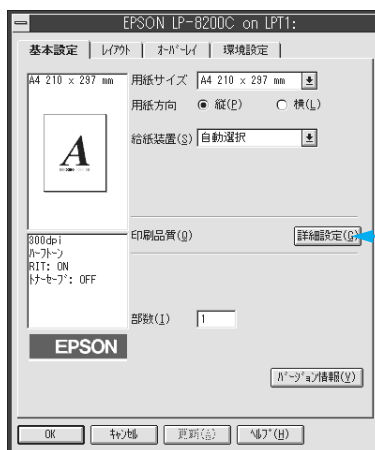 EPSON LP-8200C on LPT1:
基本設定 ﾚｲｱｳﾄ ｵｰﾊﾞｰﾚｲ 環境設定
A4 210 × 297 mm
用紙サイズ A4 210 × 297 mm
用紙方向 縦(P) 横(L)
給紙装置(S) 自動選択
A
印刷品質(Q) 詳細設定(G)
300dpi
ﾊｰﾌﾄｰﾝ
RIT: ON
ﾄﾅｰｾｰﾌﾞ: OFF
部数(I) 1
EPSON
ﾊﾞｰｼﾞｮﾝ情報(V)
OK ｷｬﾝｾﾙ 更新(A) ﾍﾙﾌﾟ(H)